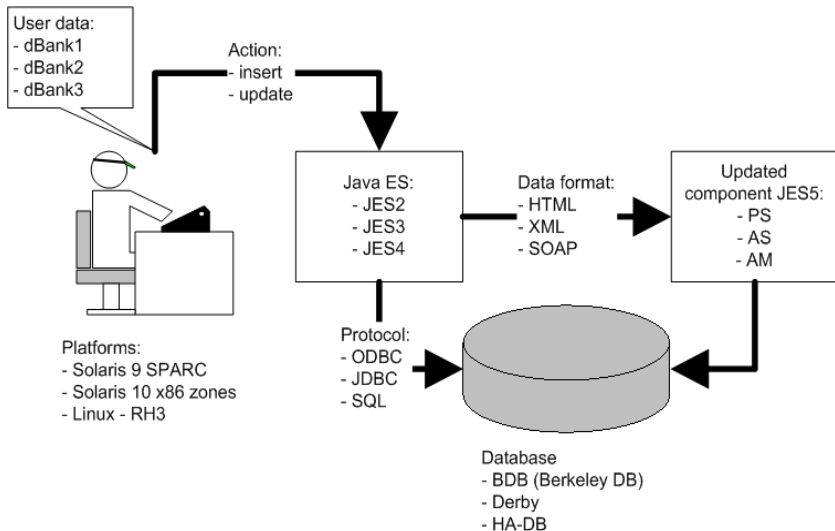 User data:
- dBank1
- dBank2
- dBank3
Action:
- insert
- update
Java ES:
- JES2
- JES3
- JES4
Data format:
- HTML
- XML
- SOAP
Updated
component JES5:
- PS
- AS
- AM
Platforms:
- Solaris 9 SPARC
- Solaris 10 x86 zones
- Linux - RH3
Protocol:
- ODBC
- JDBC
- SQL
Database
- BDB (Berkeley DB)
- Derby
- HA-DB